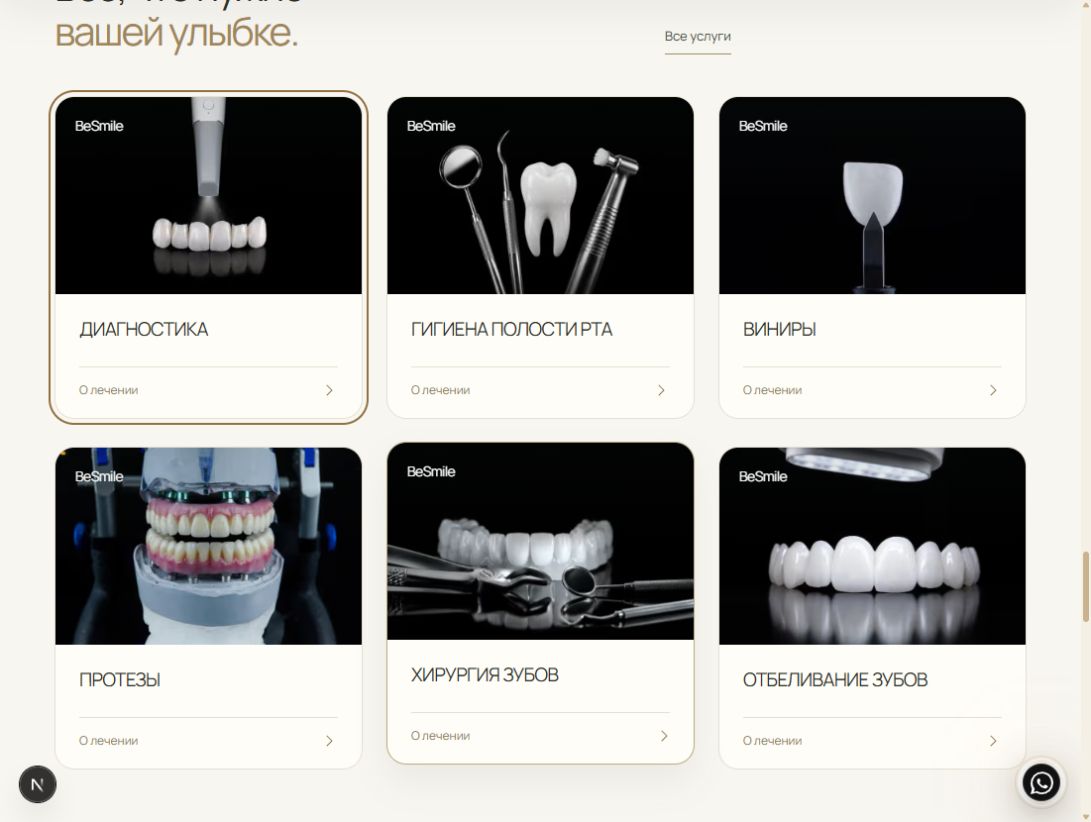 вашей улыбке.
Все услуги
BeSmile
BeSmile
BeSmile
ДИАГНОСТИКА
ГИГИЕНА ПОЛОСТИ РТА
ВИНИРЫ
О лечении
О лечении
О лечении
BeSmile
BeSmile
BeSmile
ПРОТЕЗЫ
ХИРУРГИЯ ЗУБОВ
ОТБЕЛИВАНИЕ ЗУБОВ
О лечении
О лечении
О лечении
N